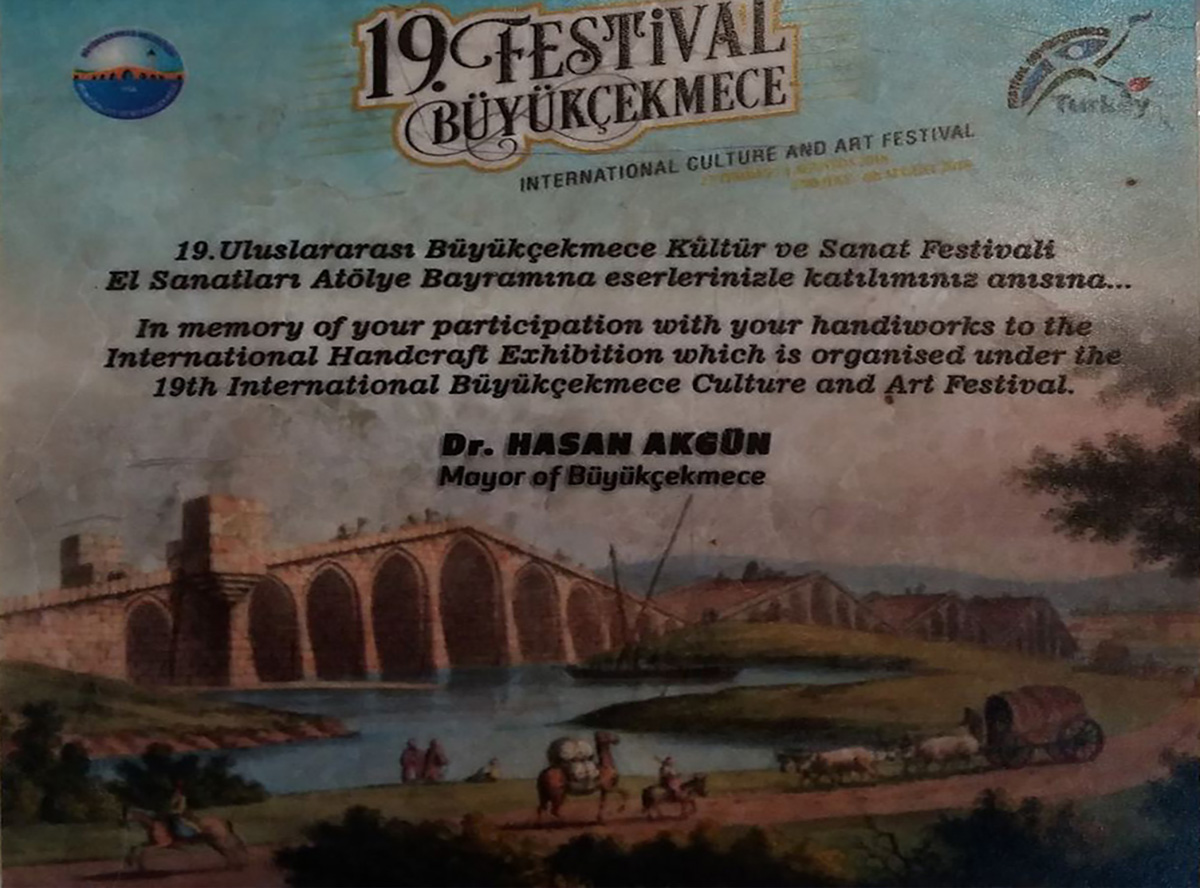 19. FESTİVAL
BÜYÜKÇEKMECE
INTERNATIONAL CULTURE AND ART FESTIVAL
Turkey
19.Uluslararası Büyükçekmece Kültür ve Sanat Festivali
El Sanatları Atölye Bayramına eserlerinizle katılımınız anısına...
In memory of your participation with your handiworks to the
International Handcraft Exhibition which is organised under the
19th International Büyükçekmece Culture and Art Festival.
Dr. HASAN AKGÜN
Mayor of Büyükçekmece